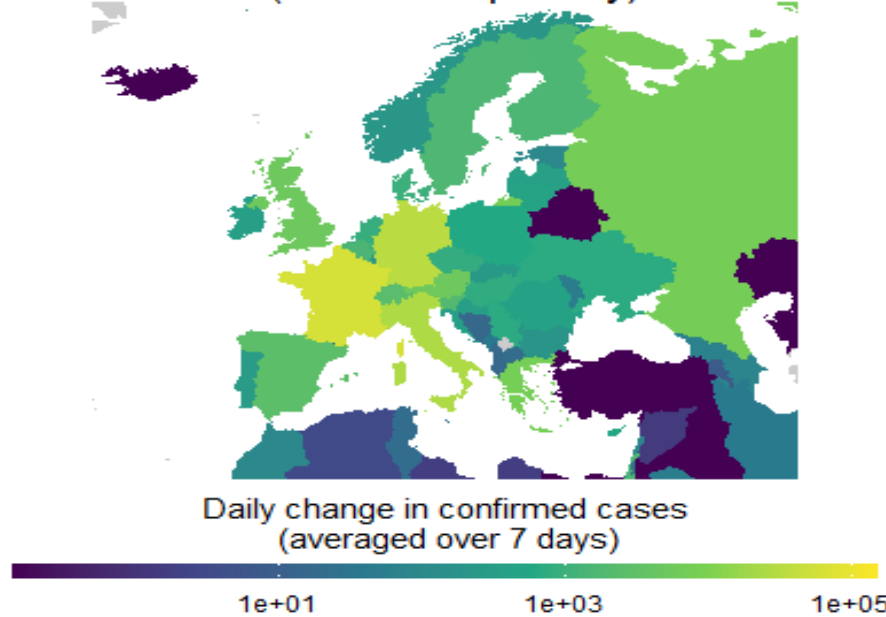 Daily change in confirmed cases
(averaged over 7 days)
1e+01 1e+03 1e+05